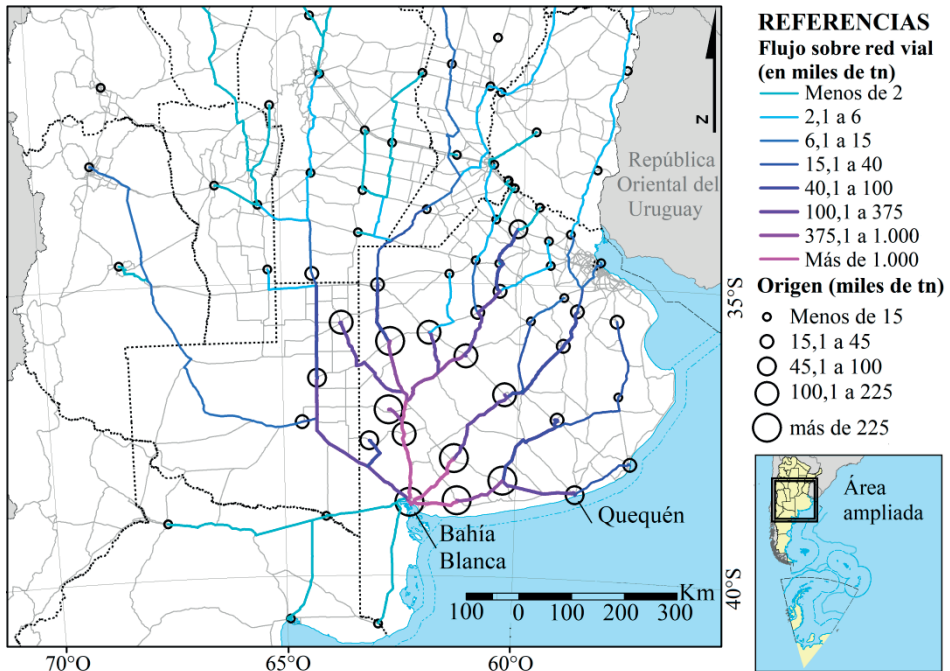 REFERENCIAS
Flujo sobre red vial
(en miles de tn)
Menos de 2
2,1 a 6
6,1 a 15
15,1 a 40
40,1 a 100
100,1 a 375
375,1 a 1.000
Más de 1.000
Origen (miles de tn)
Menos de 15
15,1 a 45
45,1 a 100
100,1 a 225
más de 225
Área
ampliada
N
República
Oriental del
Uruguay
35°S
Quequén
Bahía
Blanca
40°S
Km
100 0 100 200 300
70°O 65°O 60°O